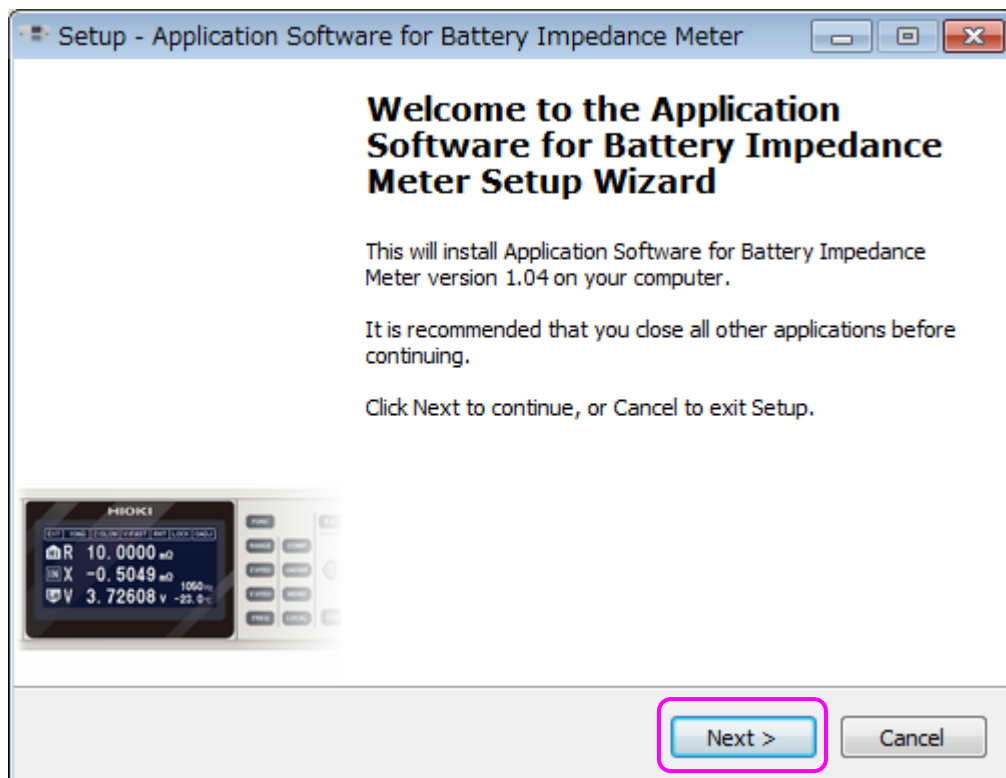 Setup - Application Software for Battery Impedance Meter
Welcome to the Application
Software for Battery Impedance
Meter Setup Wizard
This will install Application Software for Battery Impedance
Meter version 1.04 on your computer.
It is recommended that you close all other applications before
continuing.
Click Next to continue, or Cancel to exit Setup.
HIOKI
R 10.0000 mΩ
X -0.5049 mΩ
V 3.72608 V
FUNC
Next >
Cancel